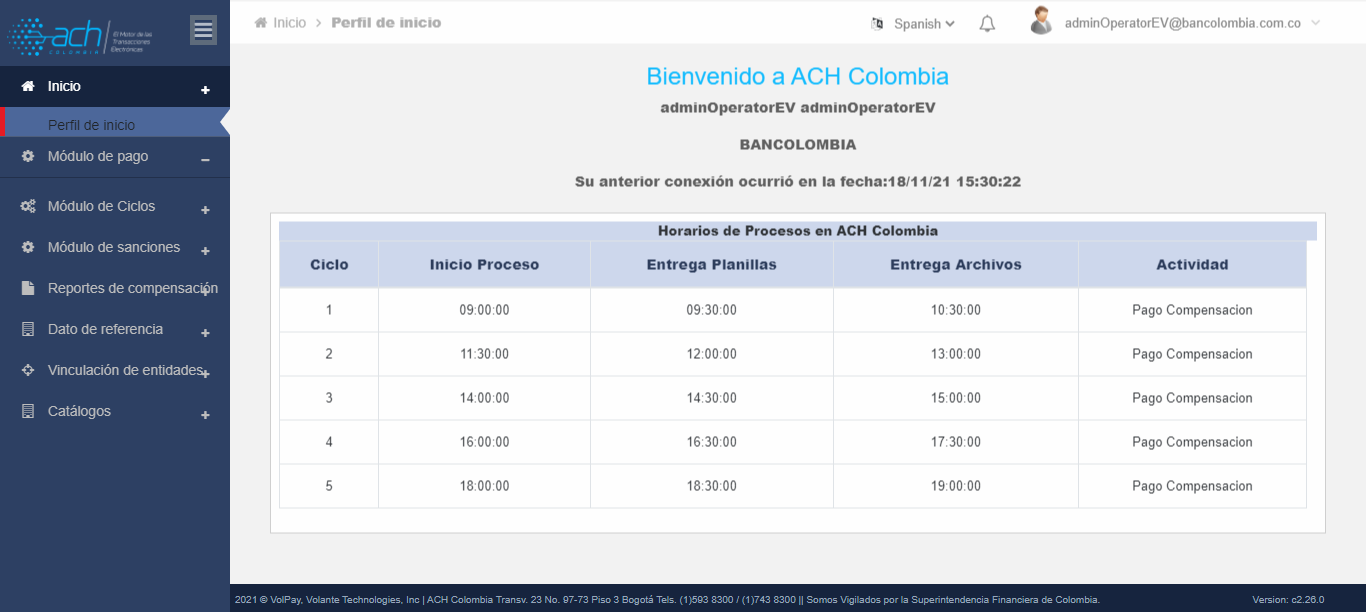 ach
COLOMBIA
El Motor de las
Transacciones
Electrónicas
Inicio > Perfil de inicio
Spanish
adminOperatorEV@bancolombia.com.co
Inicio
Perfil de inicio
Módulo de pago
Módulo de Ciclos
Módulo de sanciones
Reportes de compensación
Dato de referencia
Vinculación de entidades
Catálogos
Bienvenido a ACH Colombia
adminOperatorEV adminOperatorEV
BANCOLOMBIA
Su anterior conexión ocurrió en la fecha:18/11/21 15:30:22
Horarios de Procesos en ACH Colombia
Ciclo Inicio Proceso Entrega Planillas Entrega Archivos Actividad
1 09:00:00 09:30:00 10:30:00 Pago Compensacion
2 11:30:00 12:00:00 13:00:00 Pago Compensacion
3 14:00:00 14:30:00 15:00:00 Pago Compensacion
4 16:00:00 16:30:00 17:30:00 Pago Compensacion
5 18:00:00 18:30:00 19:00:00 Pago Compensacion
2021 © VolPay, Volante Technologies, Inc | ACH Colombia Transv. 23 No. 97-73 Piso 3 Bogotá Tels. (1)593 8300 / (1)743 8300 || Somos Vigilados por la Superintendencia Financiera de Colombia. Version: c2.26.0